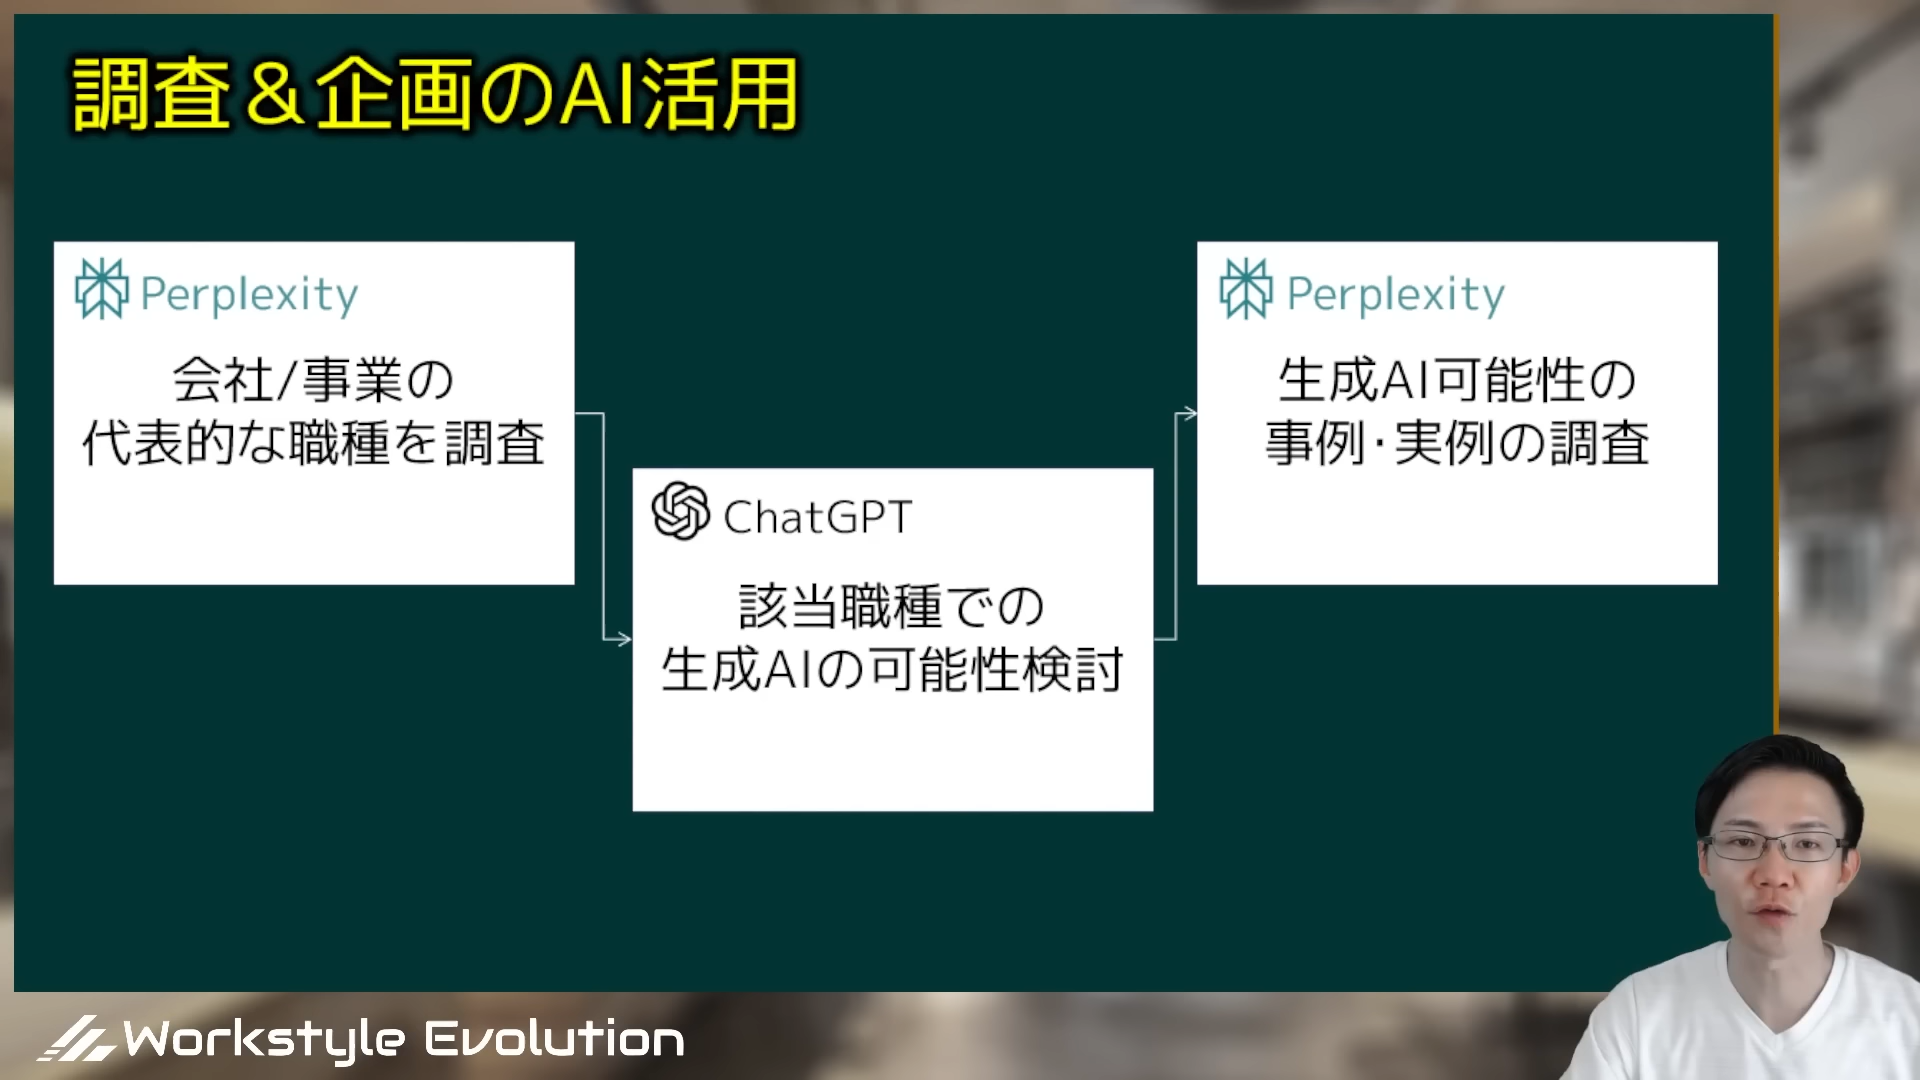 調査＆企画のAI活用
Perplexity
会社/事業の
代表的な職種を調査
ChatGPT
該当職種での
生成AIの可能性検討
Perplexity
生成AI可能性の
事例･実例の調査
Workstyle Evolution